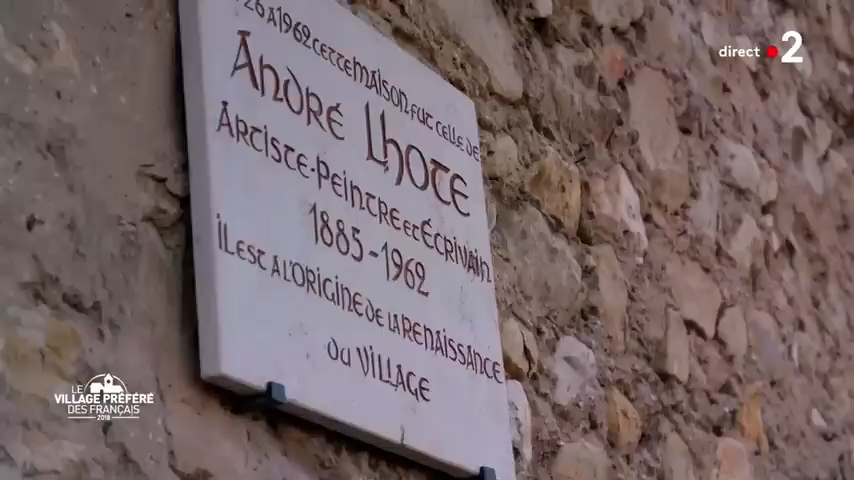 26 A 1962 CETTE MAISON FUT CELLE DE
ANDRÉ LHOTE
ARTISTE-PEINTRE ET ÉCRIVAIN
1885-1962
IL EST A L'ORIGINE DE LA RENAISSANCE
DU VILLAGE
direct 2
LE
VILLAGE PRÉFÉRÉ
DES FRANÇAIS
2018